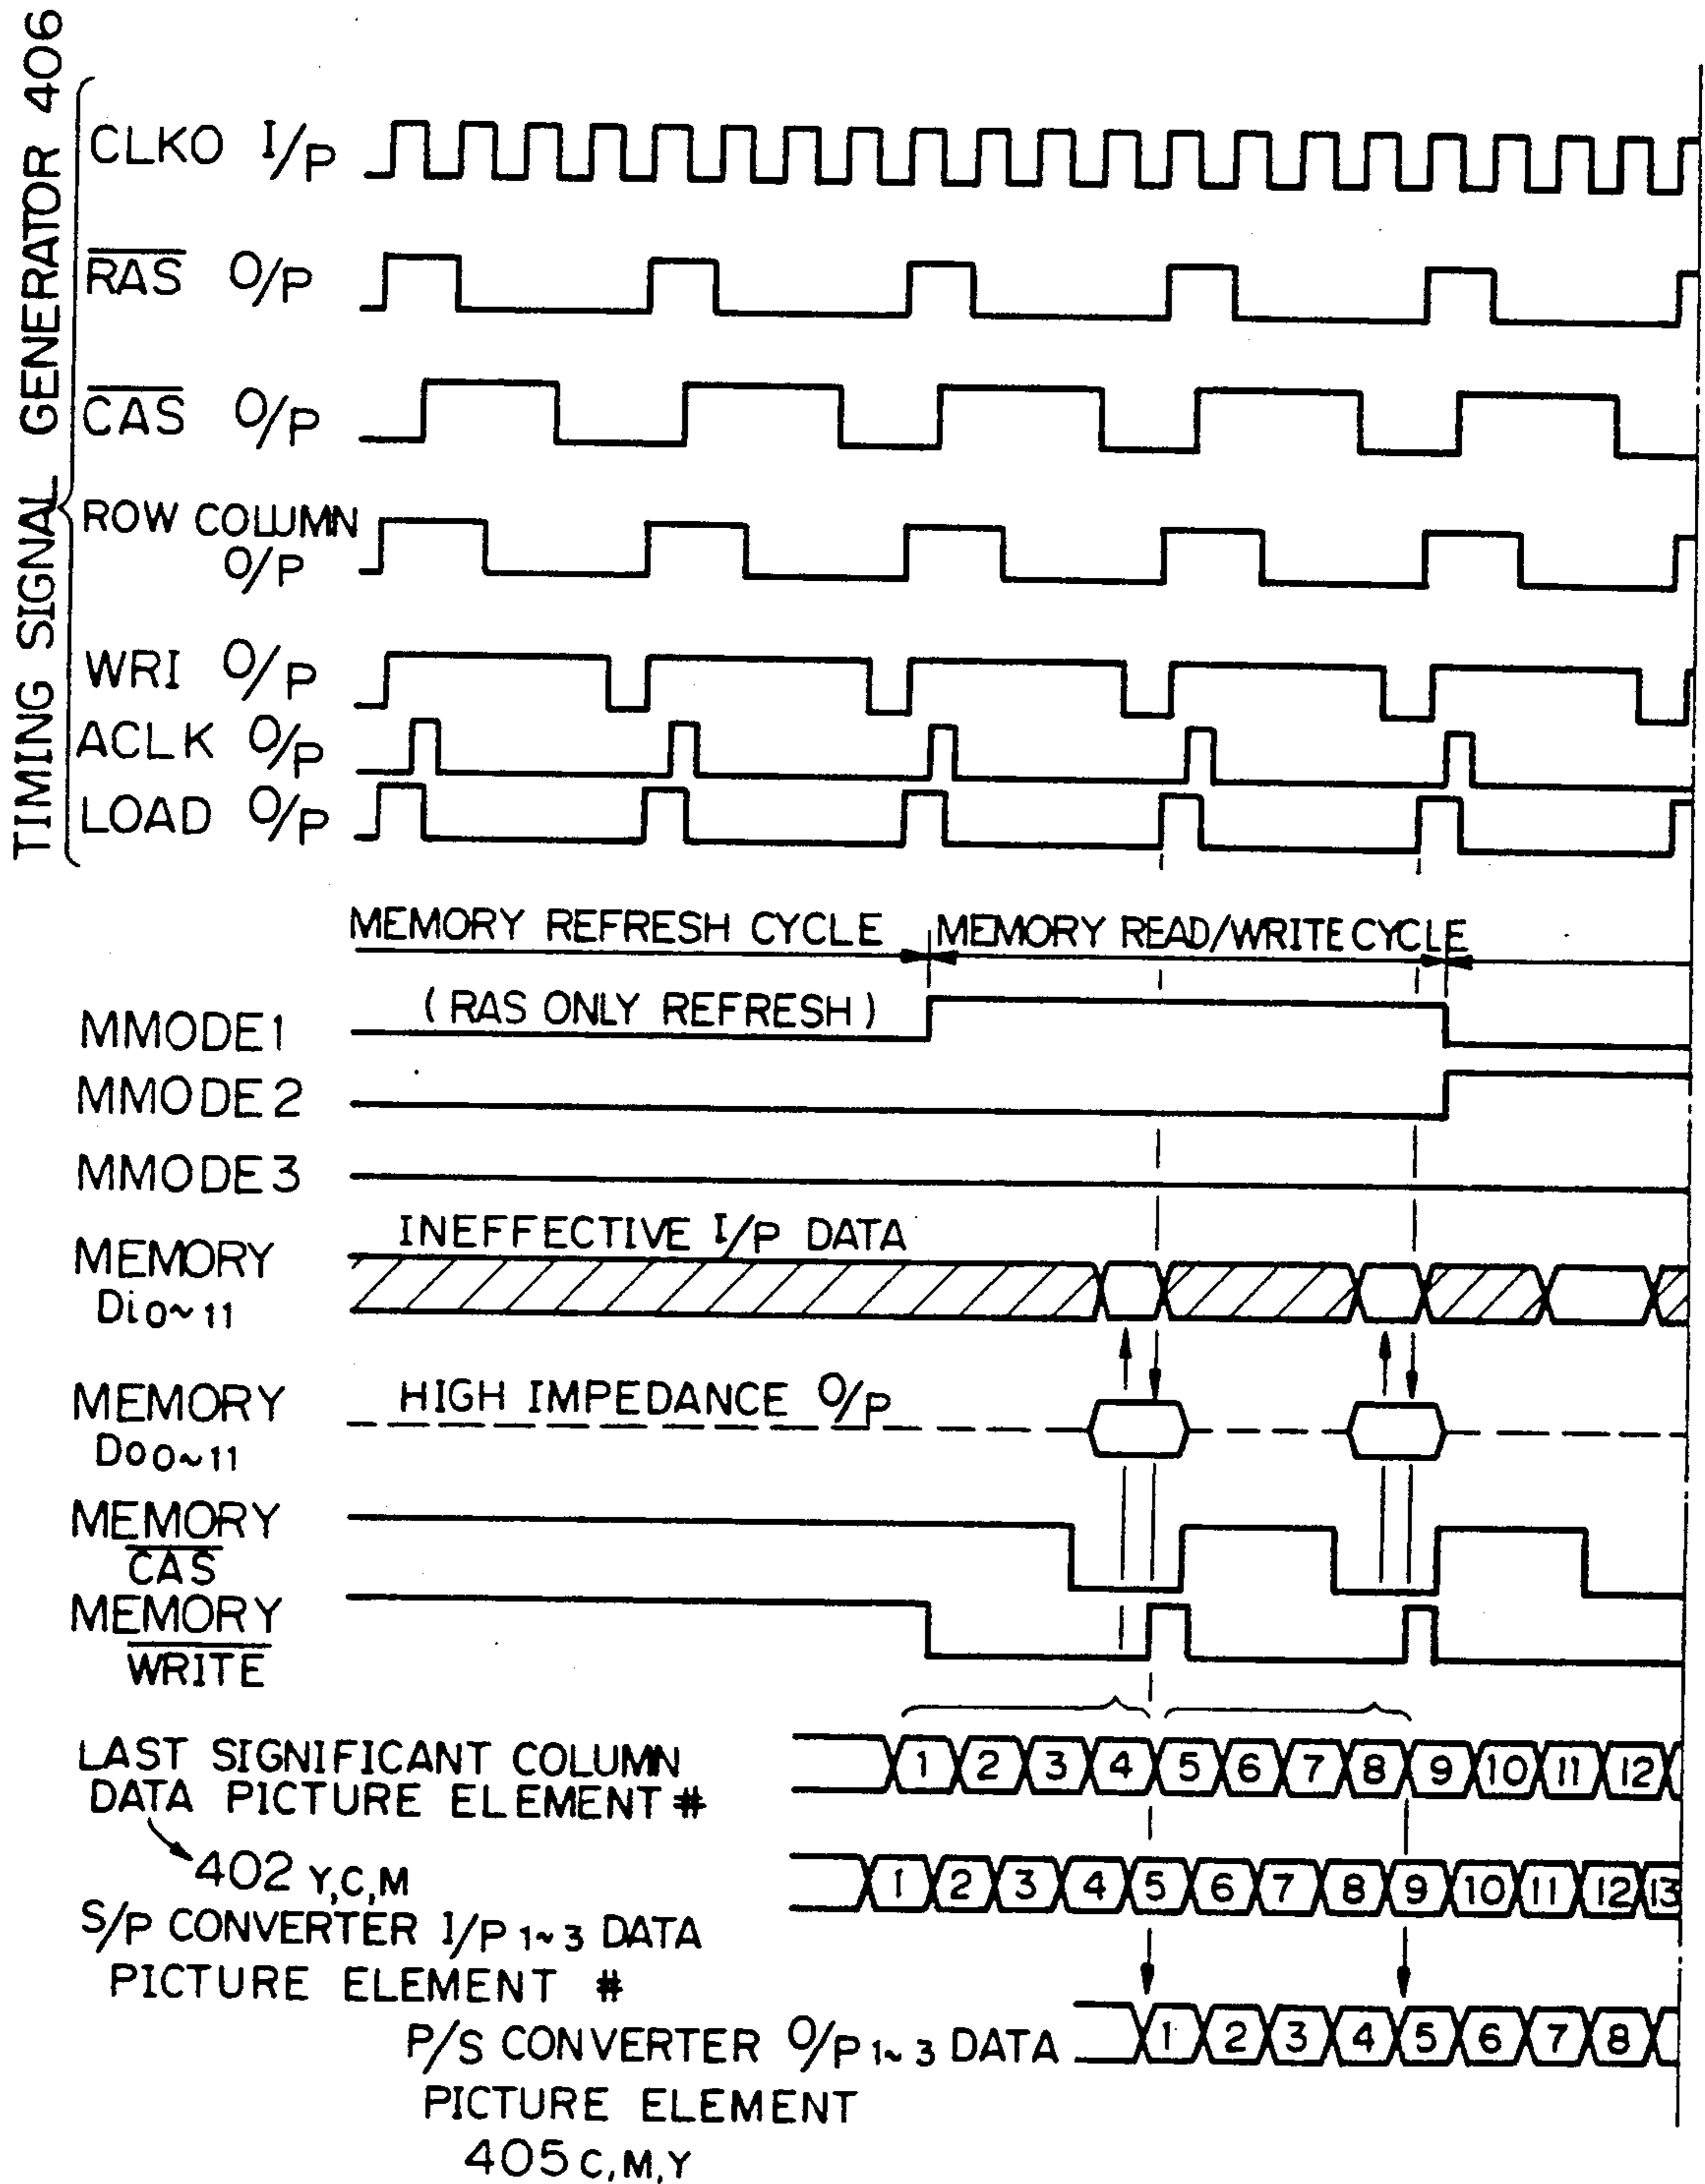 TIMING SIGNAL GENERATOR 406
CLKO I/P
RAS O/P
CAS O/P
ROW COLUMN
O/P
WRI O/P
ACLK O/P
LOAD O/P
MEMORY REFRESH CYCLE
MEMORY READ/WRITE CYCLE
(RAS ONLY REFRESH)
MMODE1
MMODE2
MMODE3
INEFFECTIVE I/P DATA
MEMORY
Di0~11
HIGH IMPEDANCE O/P
MEMORY
Do0~11
MEMORY
CAS
MEMORY
WRITE
LAST SIGNIFICANT COLUMN
DATA PICTURE ELEMENT #
1 2 3 4 5 6 7 8 9 10 11 12
402 Y,C,M
S/P CONVERTER I/P 1~3 DATA
PICTURE ELEMENT #
1 2 3 4 5 6 7 8 9 10 11 12 13
P/S CONVERTER O/P 1~3 DATA
PICTURE ELEMENT
405 C,M,Y
1 2 3 4 5 6 7 8